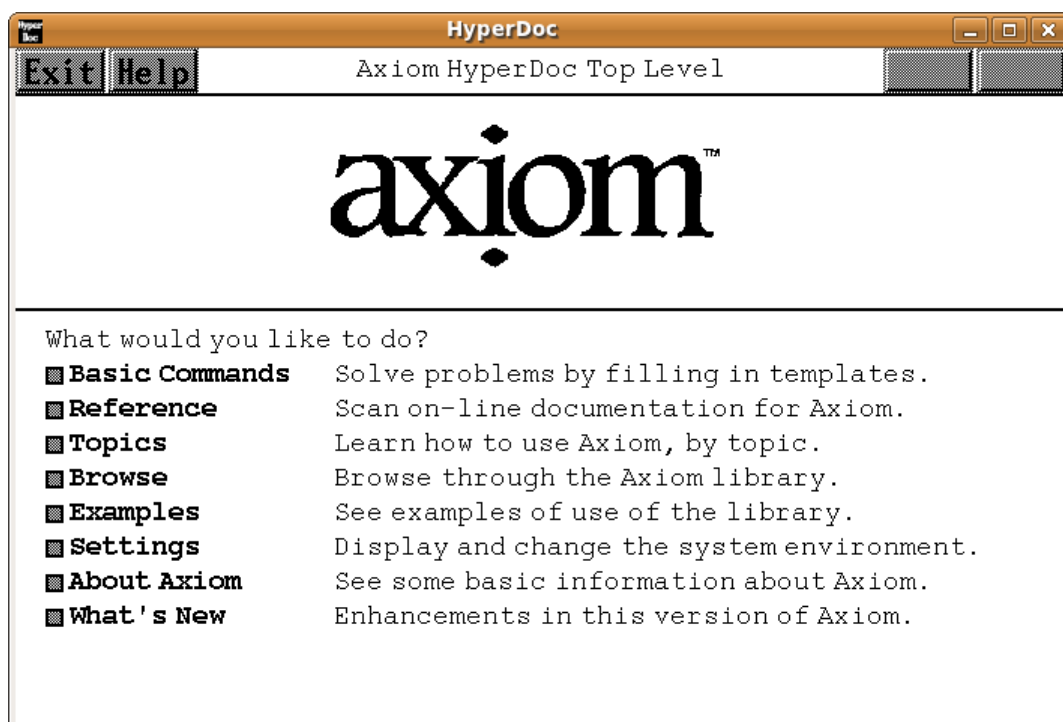 Hyper Doc
HyperDoc
Exit Help Axiom HyperDoc Top Level
axiom™
What would you like to do?
Basic Commands Solve problems by filling in templates.
Reference Scan on-line documentation for Axiom.
Topics Learn how to use Axiom, by topic.
Browse Browse through the Axiom library.
Examples See examples of use of the library.
Settings Display and change the system environment.
About Axiom See some basic information about Axiom.
What's New Enhancements in this version of Axiom.